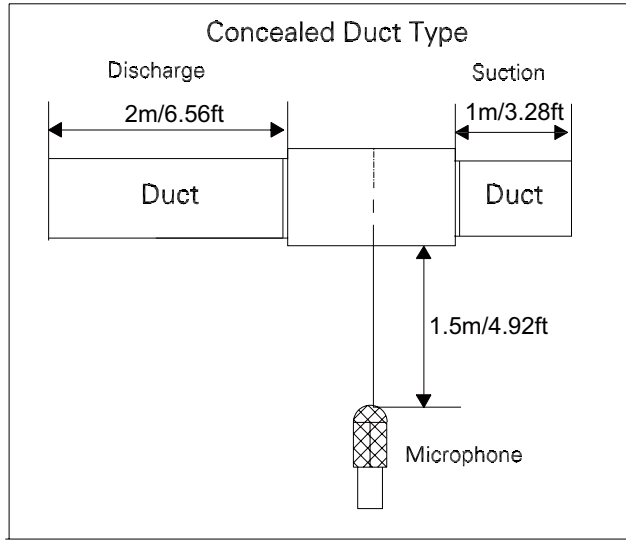 Concealed Duct Type
Discharge
Suction
2m/6.56ft
1m/3.28ft
Duct
Duct
1.5m/4.92ft
Microphone